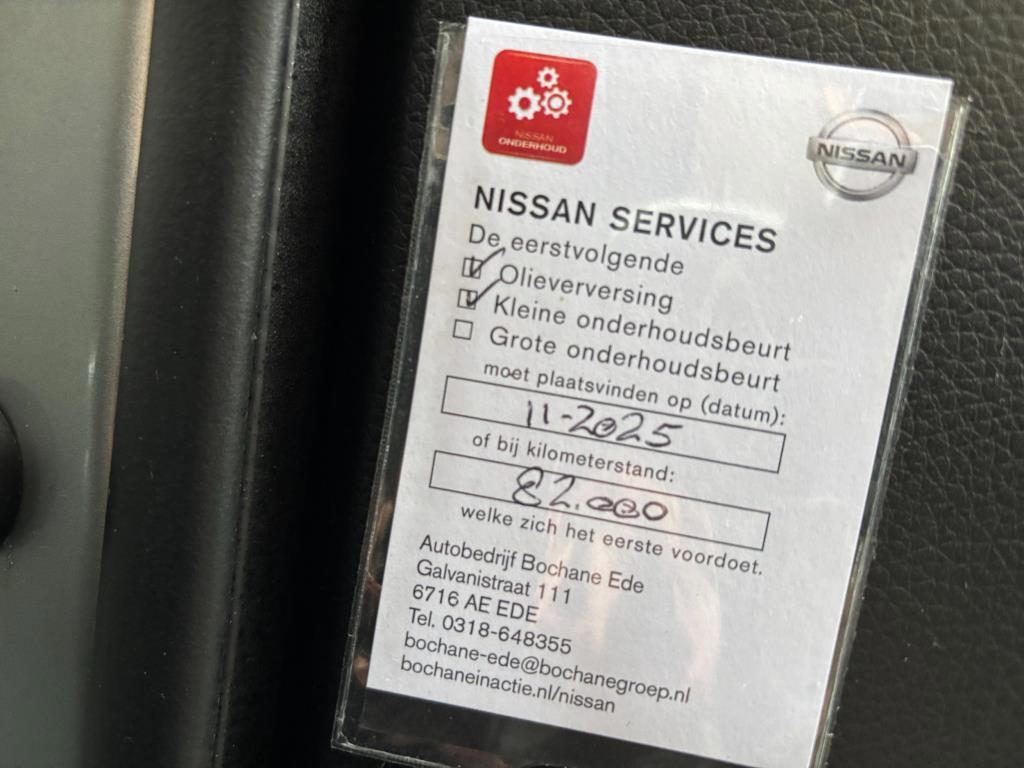 NISSAN
ONDERHOUD
NISSAN
NISSAN SERVICES
De eerstvolgende
Olieverversing
Kleine onderhoudsbeurt
Grote onderhoudsbeurt
moet plaatsvinden op (datum):
11-2025
of bij kilometerstand:
82.000
welke zich het eerste voordoet.
Autobedrijf Bochane Ede
Galvanistraat 111
6716 AE EDE
Tel. 0318-648355
bochane-ede@bochanegroep.nl
bochaneinactie.nl/nissan